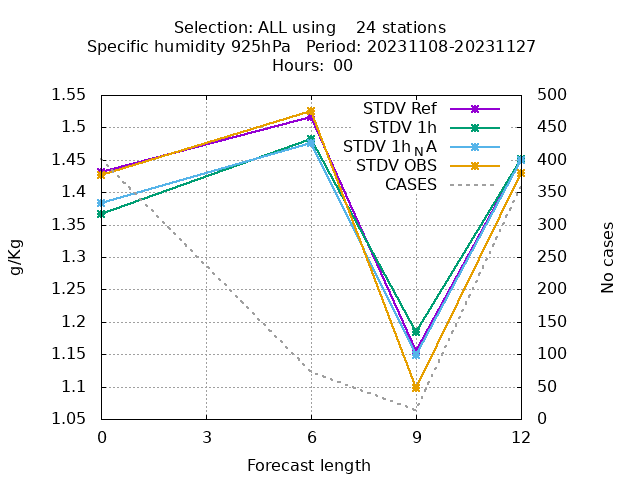 Selection: ALL using    24 stations
Specific humidity 925hPa   Period: 20231108-20231127
Hours:  00
STDV Ref
STDV 1h
STDV 1h_NA
STDV OBS
CASES
1.55
1.5
1.45
1.4
1.35
1.3
1.25
1.2
1.15
1.1
1.05
500
450
400
350
300
250
200
150
100
50
0
g/Kg
No cases
0 3 6 9 12
Forecast length